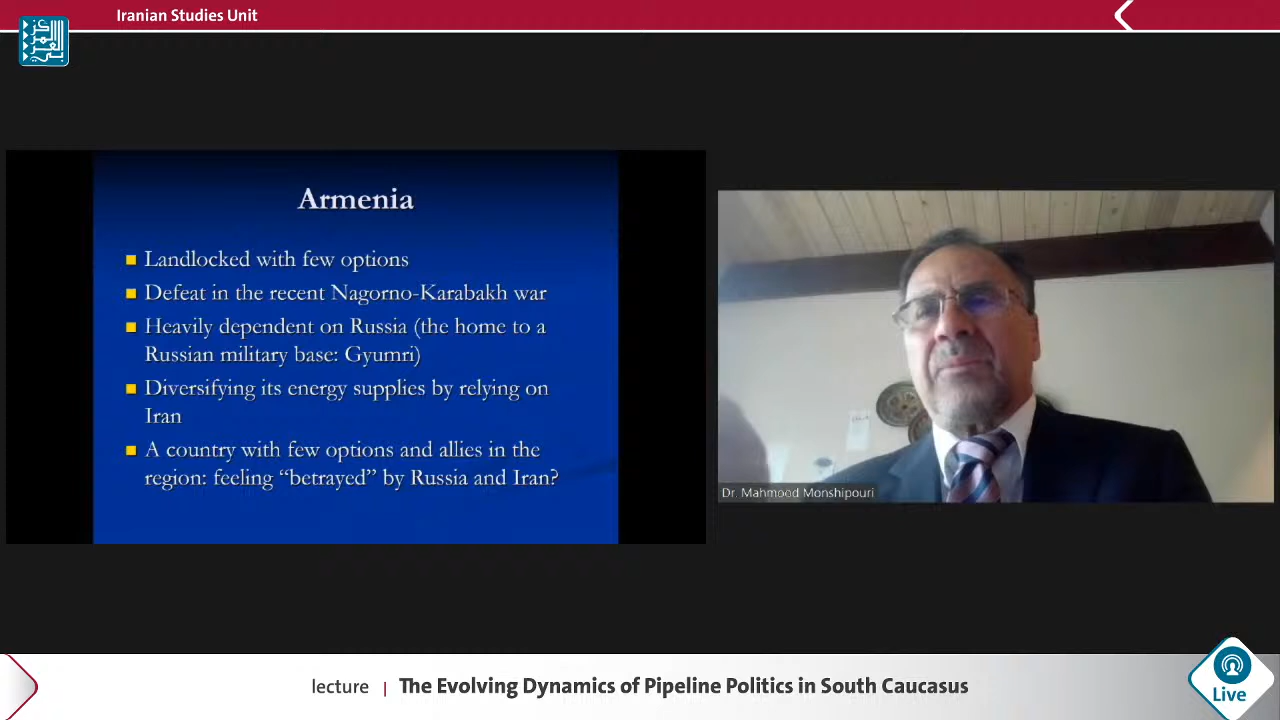 Iranian Studies Unit
المركز
العربي
Armenia
Landlocked with few options
Defeat in the recent Nagorno-Karabakh war
Heavily dependent on Russia (the home to a
Russian military base: Gyumri)
Diversifying its energy supplies by relying on
Iran
A country with few options and allies in the
region: feeling “betrayed” by Russia and Iran?
Dr. Mahmood Monshipouri
lecture | The Evolving Dynamics of Pipeline Politics in South Caucasus
Live